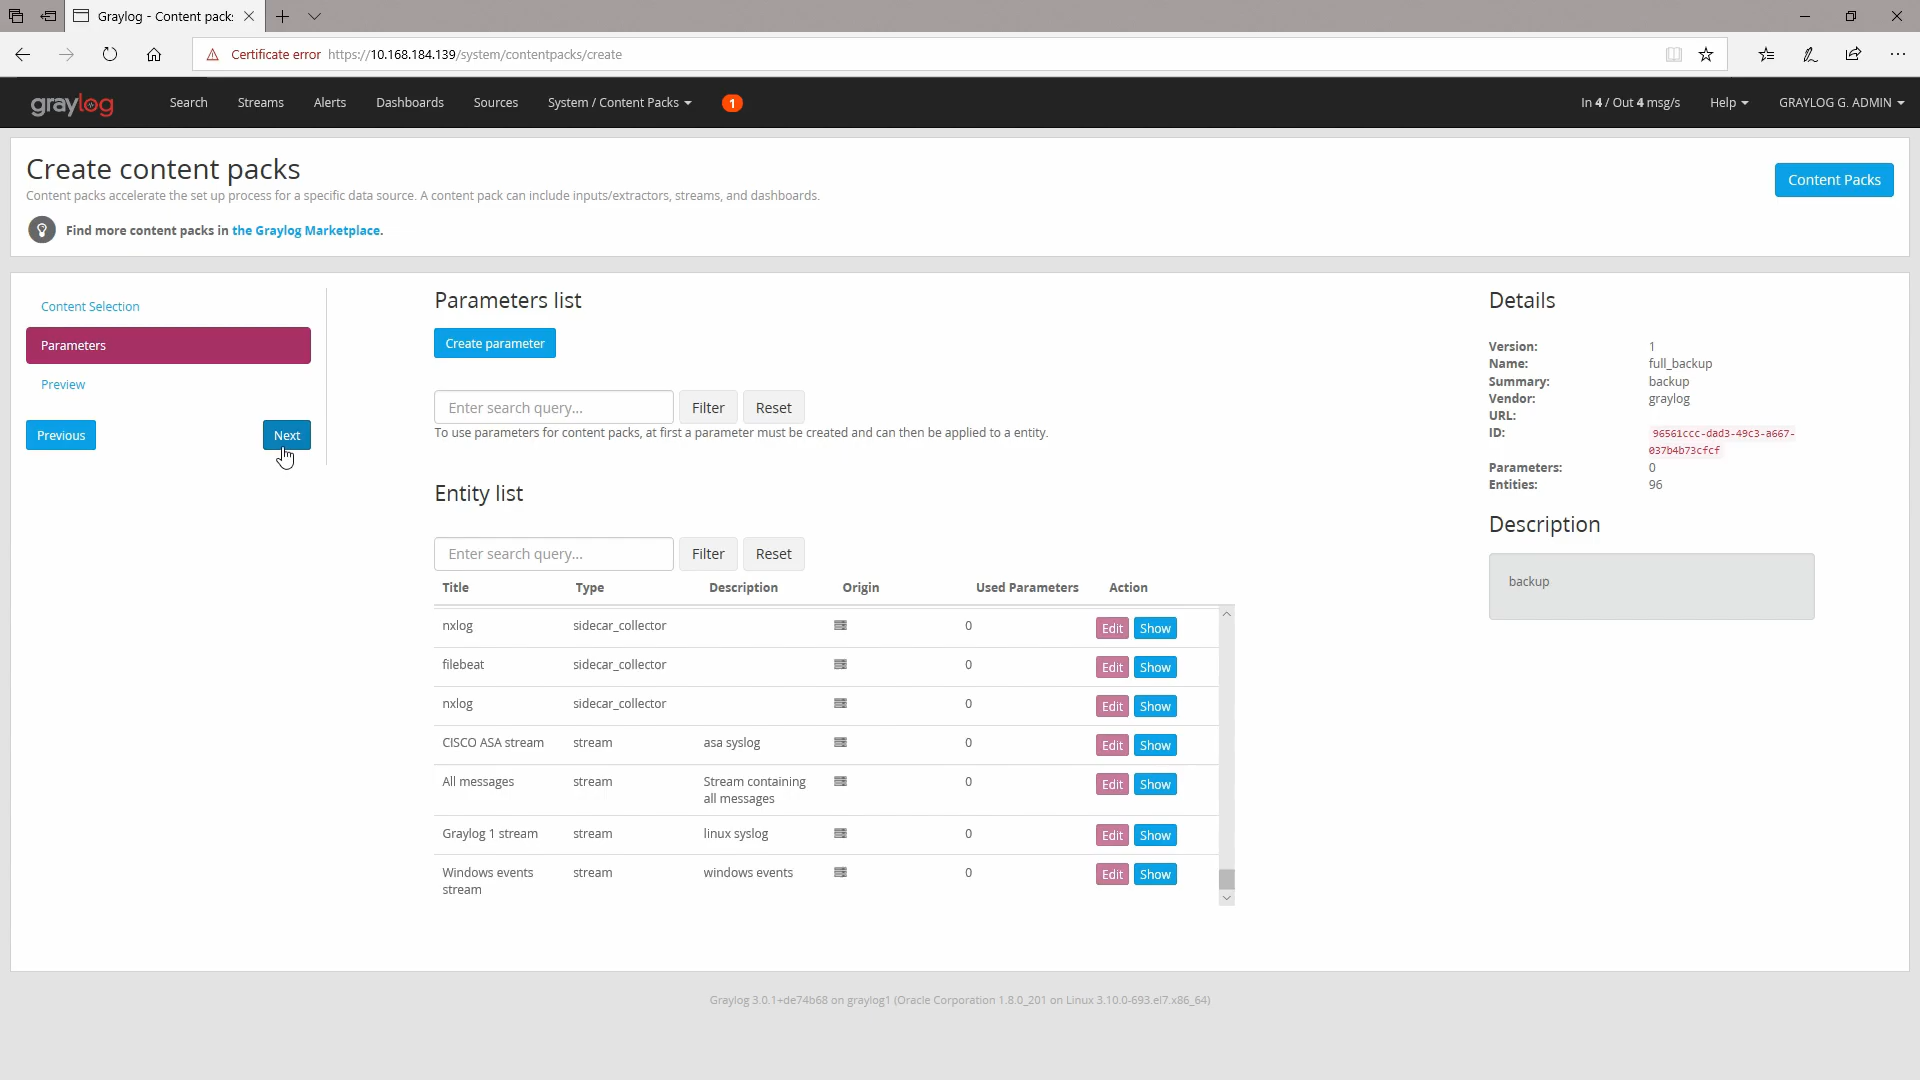 Graylog - Content pack:
Certificate error https://10.168.184.139/system/contentpacks/create
graylog Search Streams Alerts Dashboards Sources System / Content Packs 1 In 4 / Out 4 msg/s Help GRAYLOG G. ADMIN
Create content packs
Content packs accelerate the set up process for a specific data source. A content pack can include inputs/extractors, streams, and dashboards.
Content Packs
Find more content packs in the Graylog Marketplace.
Content Selection
Parameters
Preview
Previous Next
Parameters list
Create parameter
Enter search query... Filter Reset
To use parameters for content packs, at first a parameter must be created and can then be applied to a entity.
Entity list
Enter search query... Filter Reset
Title Type Description Origin Used Parameters Action
nxlog sidecar_collector 0 Edit Show
filebeat sidecar_collector 0 Edit Show
nxlog sidecar_collector 0 Edit Show
CISCO ASA stream stream asa syslog 0 Edit Show
All messages stream Stream containing 0 Edit Show
all messages
Graylog 1 stream stream linux syslog 0 Edit Show
Windows events stream windows events 0 Edit Show
stream
Details
Version: 1
Name: full_backup
Summary: backup
Vendor: graylog
URL:
ID: 96561ccc-dad3-49c3-a667-
037b4b73cfcf
Parameters: 0
Entities: 96
Description
backup
Graylog 3.0.1+de74b68 on graylog1 (Oracle Corporation 1.8.0_201 on Linux 3.10.0-693.el7.x86_64)